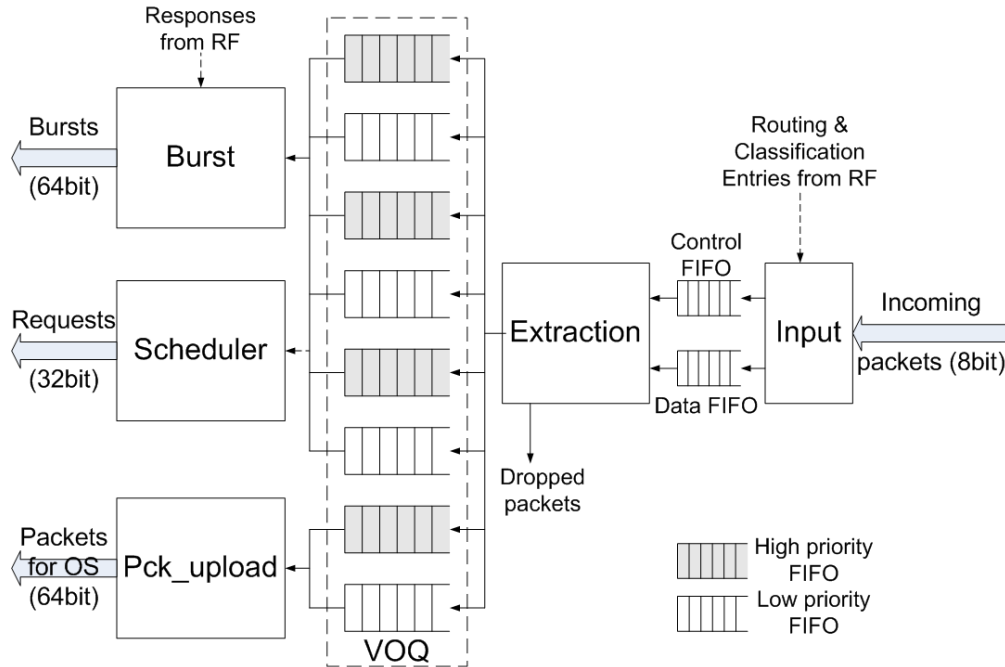 Responses
from RF
Bursts
(64bit)
Burst
Routing &
Classification
Entries from RF
Control
FIFO
Requests
(32bit)
Scheduler
Extraction
Input
Incoming
packets (8bit)
Data FIFO
Dropped
packets
Packets
for OS
(64bit)
Pck_upload
VOQ
High priority
FIFO
Low priority
FIFO